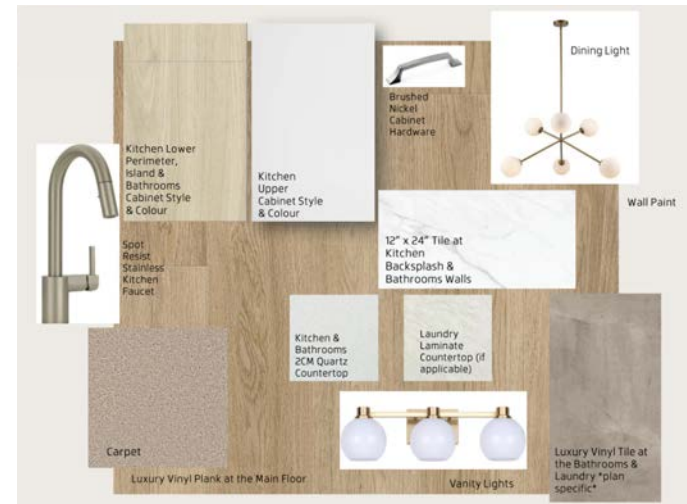 Dining Light
Brushed
Nickel
Cabinet
Hardware
Kitchen Lower
Perimeter,
Island &
Bathrooms
Cabinet Style
& Colour
Kitchen
Upper
Cabinet Style
& Colour
Wall Paint
12" x 24" Tile at
Kitchen
Backsplash &
Bathrooms Walls
Spot
Resist
Stainless
Kitchen
Faucet
Kitchen &
Bathrooms
2CM Quartz
Countertop
Laundry
Laminate
Countertop (if
applicable)
Carpet
Luxury Vinyl Plank at the Main Floor
Vanity Lights
Luxury Vinyl Tile at
the Bathrooms &
Laundry *plan
specific*